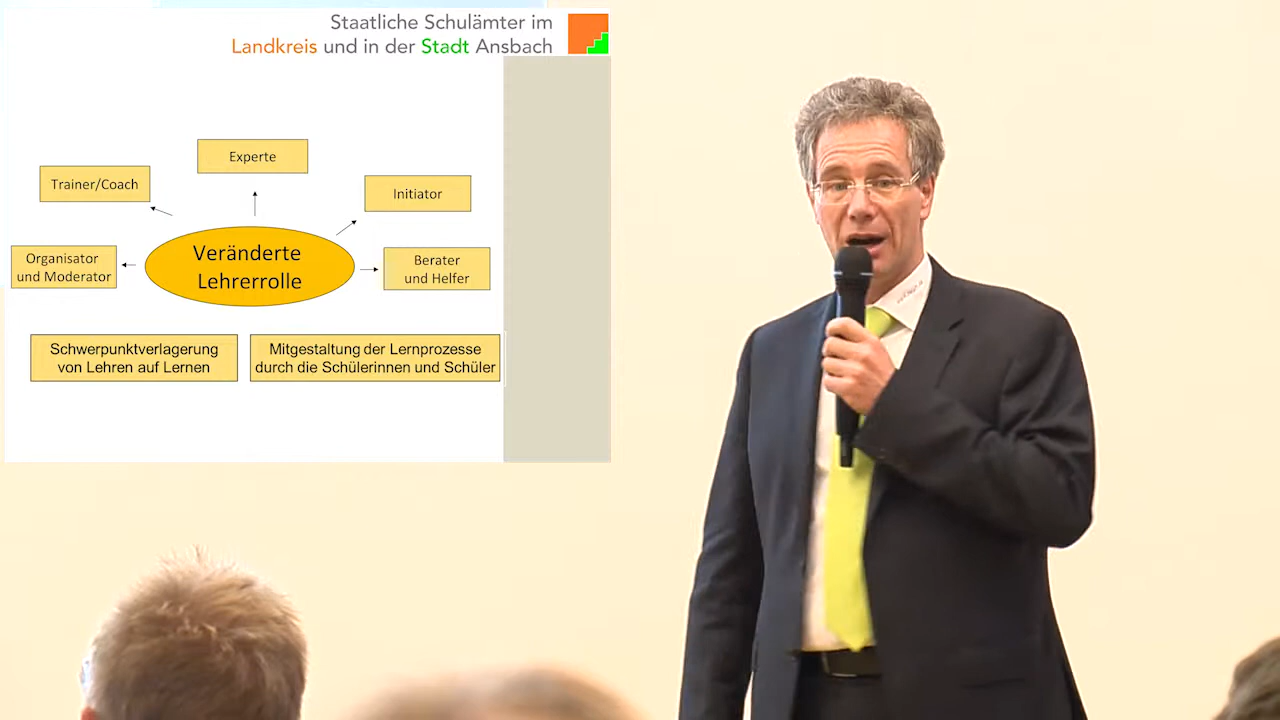 Staatliche Schulämter im
Landkreis und in der Stadt Ansbach
Experte
Trainer/Coach
Initiator
Organisator
und Moderator
Veränderte
Lehrerrolle
Berater
und Helfer
Schwerpunktverlagerung
von Lehren auf Lernen
Mitgestaltung der Lernprozesse
durch die Schülerinnen und Schüler